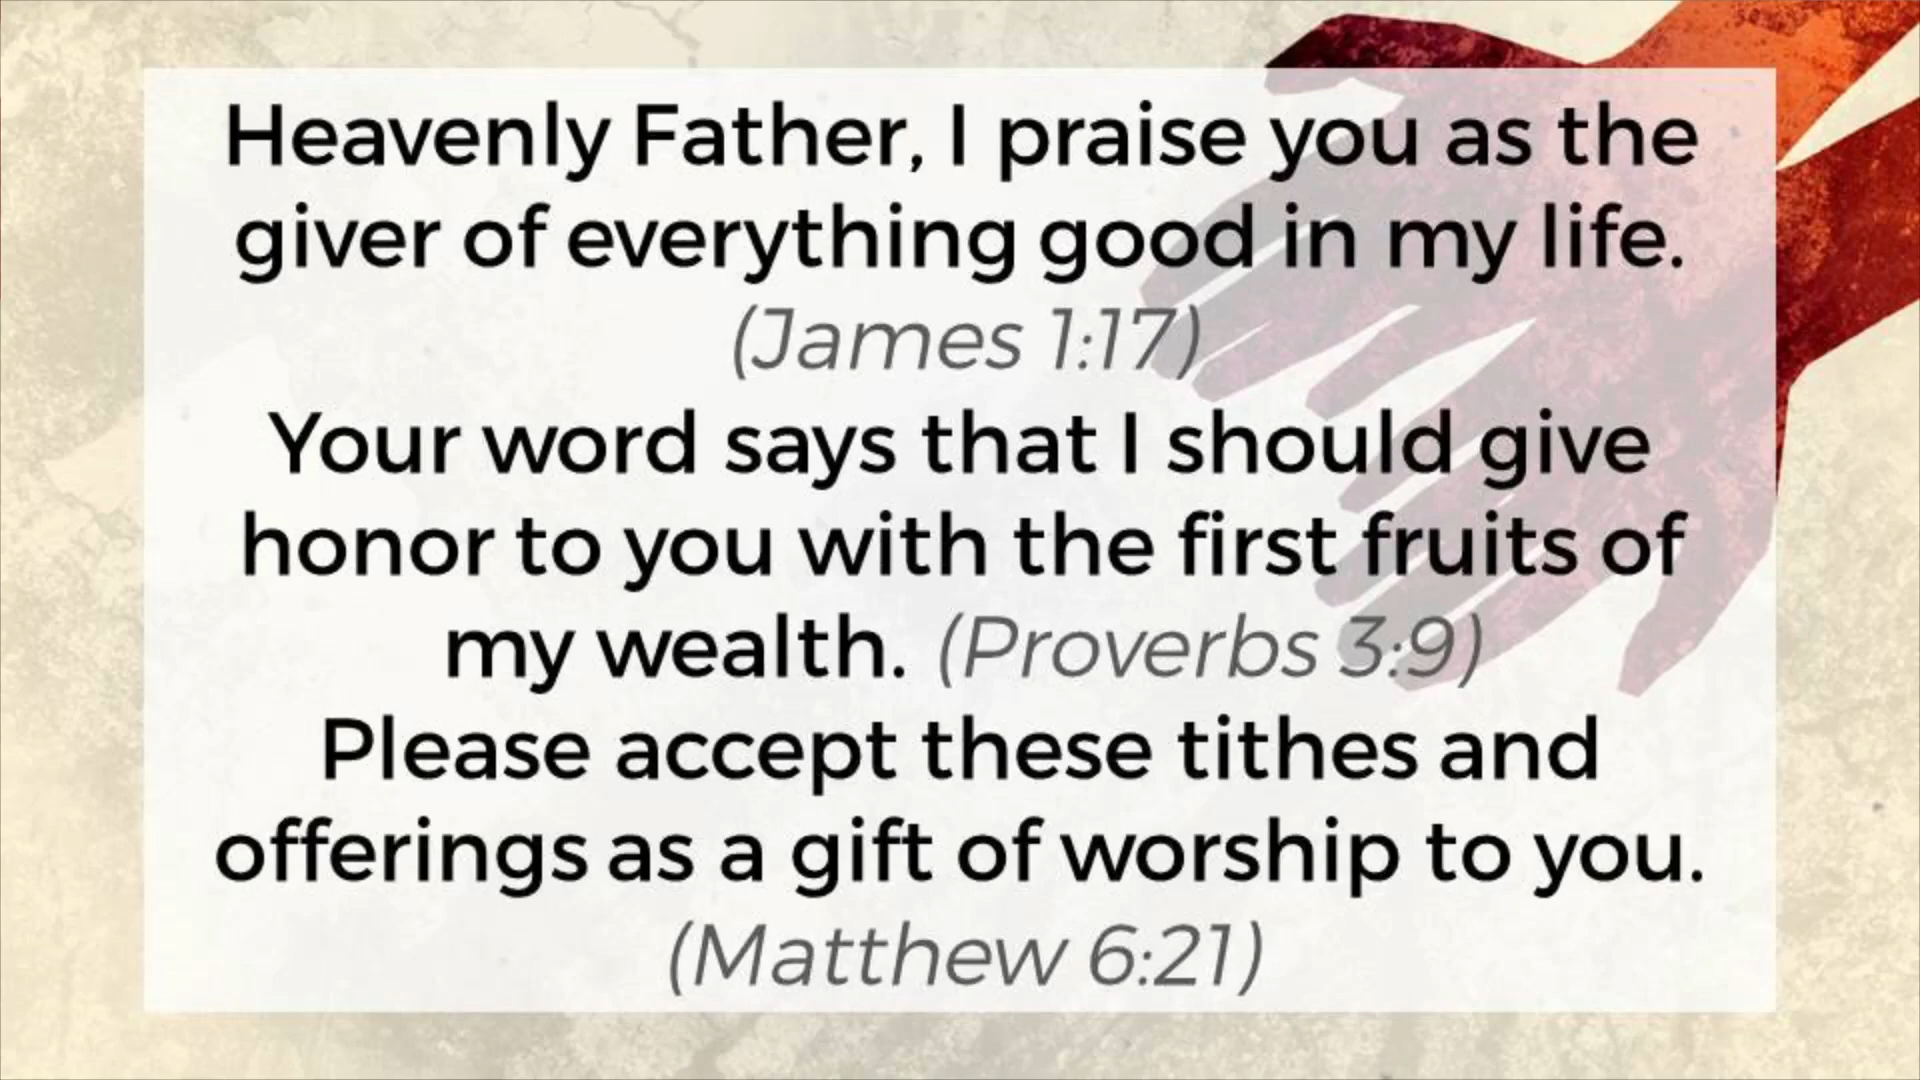 Heavenly Father, I praise you as the
giver of everything good in my life.
(James 1:17)
Your word says that I should give
honor to you with the first fruits of
my wealth. (Proverbs 3:9)
Please accept these tithes and
offerings as a gift of worship to you.
(Matthew 6:21)